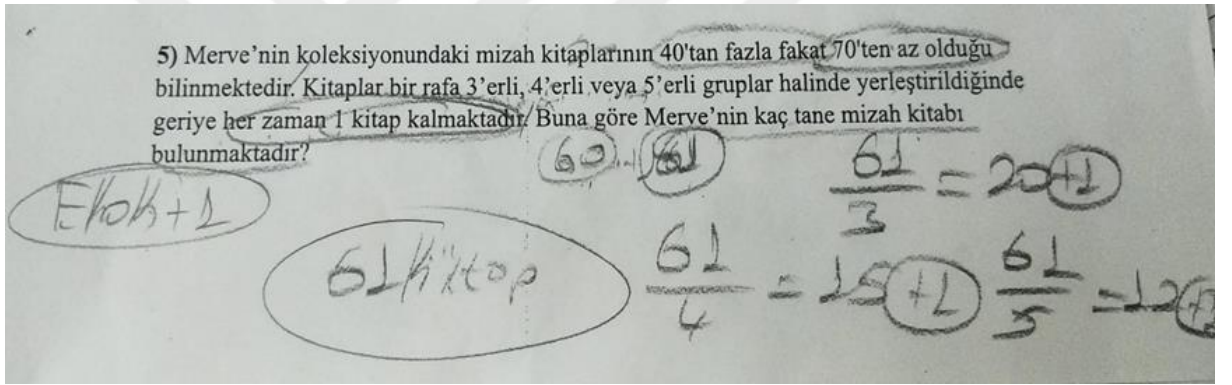 5) Merve'nin koleksiyonundaki mizah kitaplarının 40'tan fazla fakat 70'ten az olduğu
bilinmektedir. Kitaplar bir rafa 3'erli, 4'erli veya 5'erli gruplar halinde yerleştirildiğinde
geriye her zaman 1 kitap kalmaktadır. Buna göre Merve'nin kaç tane mizah kitabı
bulunmaktadır?
60 61
61/3 = 20+1
Ekok+1
61 kitap
61/4 = 15+1
61/5 = 12+